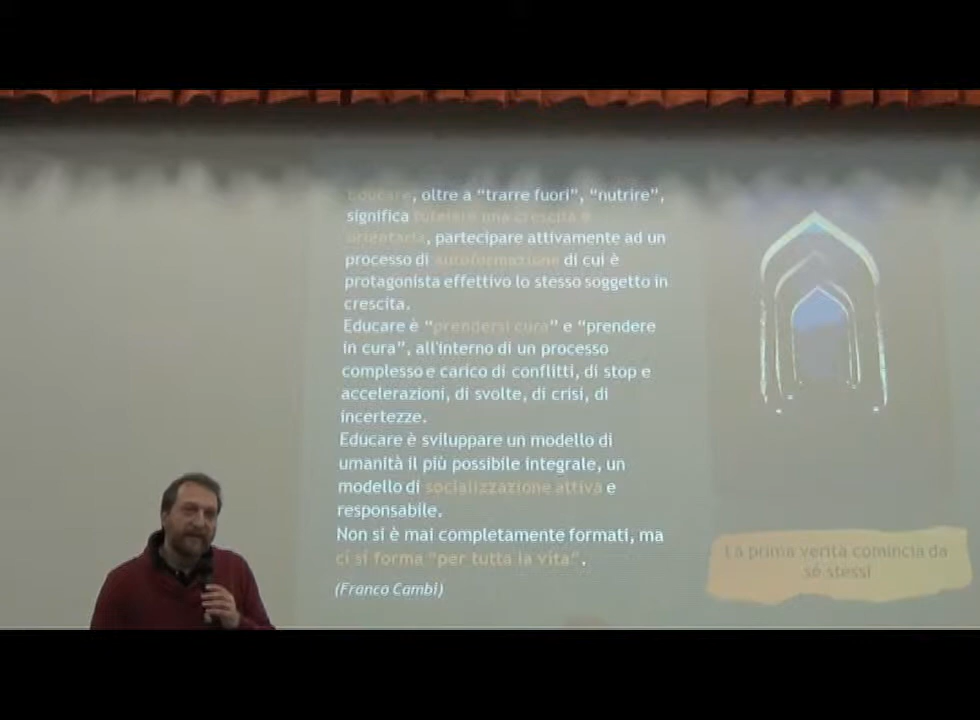 Educare, oltre a “trarre fuori”, “nutrire”,
significa tutelare una crescita e
orientarla, partecipare attivamente ad un
processo di autoformazione di cui è
protagonista effettivo lo stesso soggetto in
crescita.
Educare è “prendersi cura” e “prendere
in cura”, all'interno di un processo
complesso e carico di conflitti, di stop e
accelerazioni, di svolte, di crisi, di
incertezze.
Educare è sviluppare un modello di
umanità il più possibile integrale, un
modello di socializzazione attiva e
responsabile.
Non si è mai completamente formati, ma
ci si forma “per tutta la vita”.
(Franco Cambi)
La prima verità comincia da
sé stessi